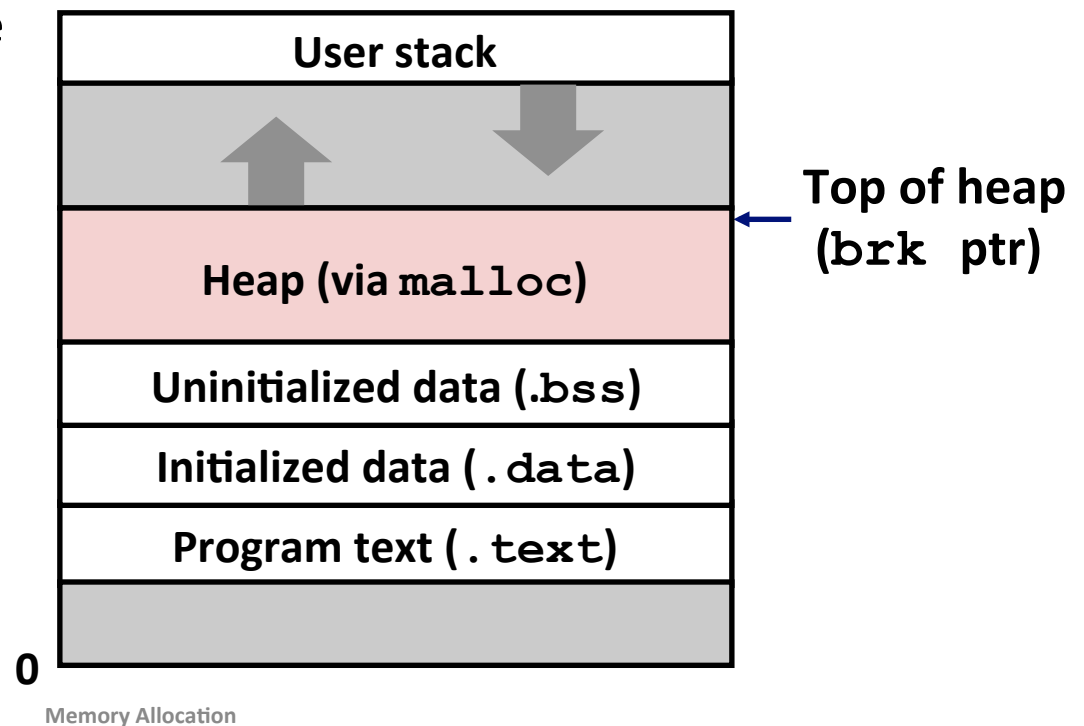 e
User stack
Top of heap
(brk ptr)
Heap (via malloc)
Uninitialized data (.bss)
Initialized data (.data)
Program text (.text)
0
Memory Allocation